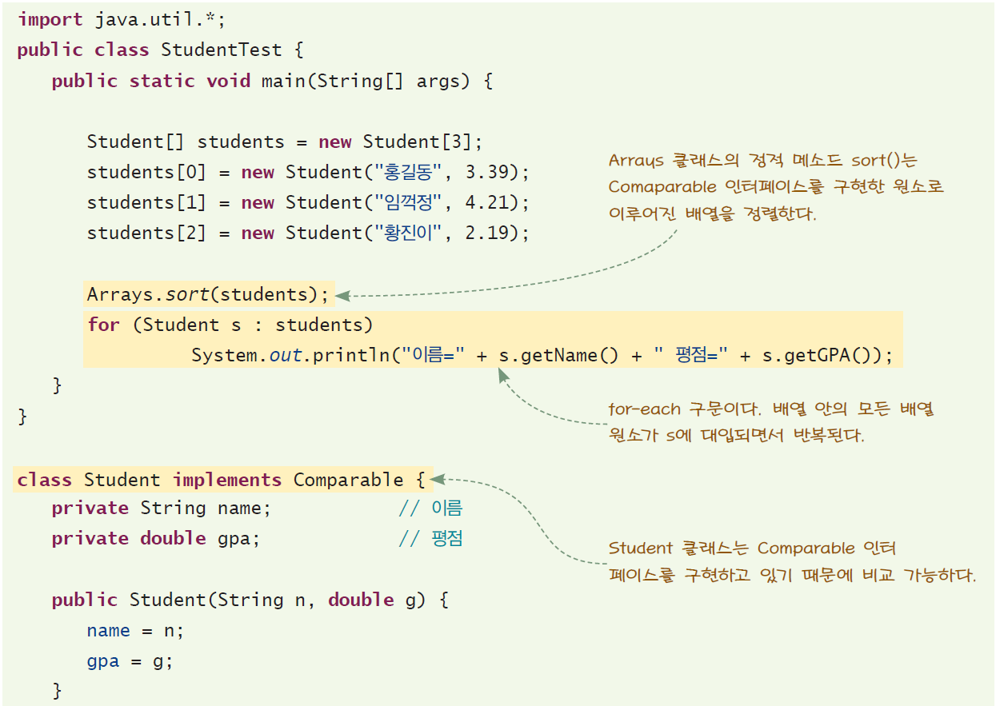 import java.util.*;
public class StudentTest {
public static void main(String[] args) {
Student[] students = new Student[3];
students[0] = new Student("홍길동", 3.39);
students[1] = new Student("임꺽정", 4.21);
students[2] = new Student("황진이", 2.19);
Arrays 클래스의 정적 메소드 sort()는
Comaparable 인터페이스를 구현한 원소로
이루어진 배열을 정렬한다.
Arrays.sort(students);
for (Student s : students)
System.out.println("이름=" + s.getName() + " 평점=" + s.getGPA());
}
}
for-each 구문이다. 배열 안의 모든 배열
원소가 s에 대입되면서 반복된다.
class Student implements Comparable {
private String name; // 이름
private double gpa; // 평점
Student 클래스는 Comparable 인터
페이스를 구현하고 있기 때문에 비교 가능하다.
public Student(String n, double g) {
name = n;
gpa = g;
}